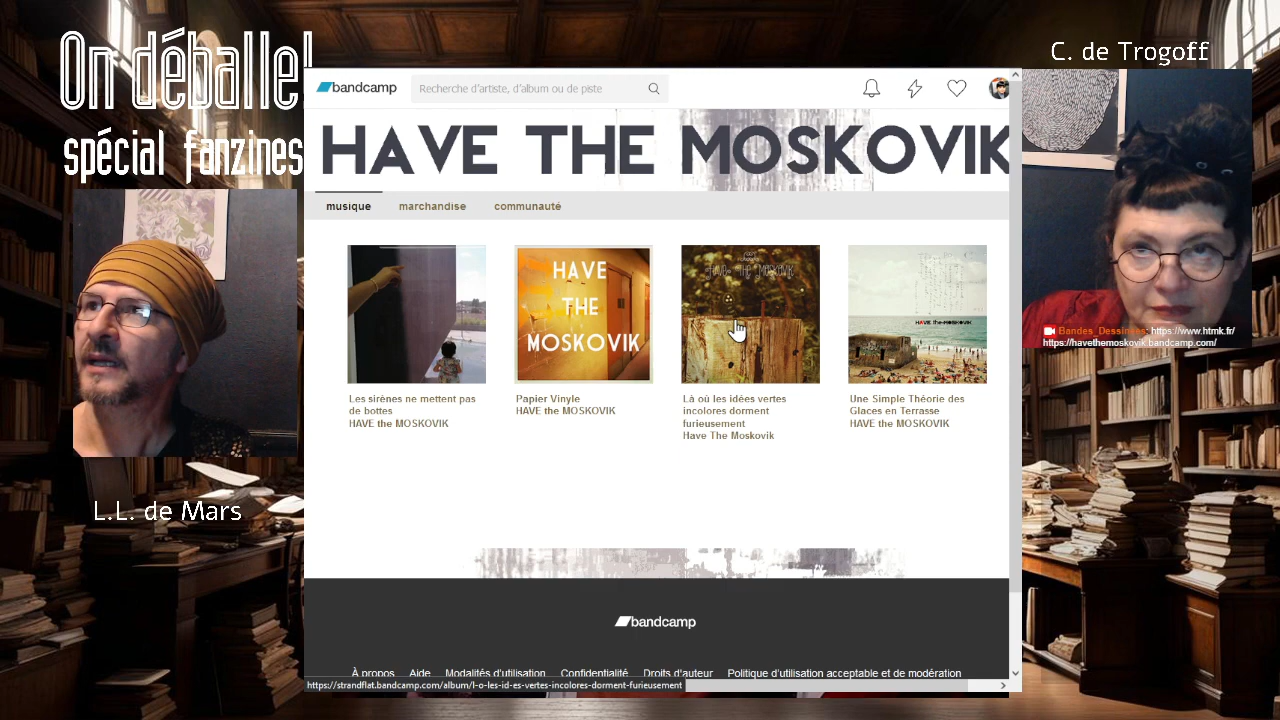 On déballe!
spécial fanzines
C. de Trogoff
bandcamp
Recherche d'artiste, d'album ou de piste
HAVE THE MOSKOVIK
musique
marchandise
communauté
HAVE
THE
MOSKOVIK
HAVE the MOSKOVIK
Les sirènes ne mettent pas
de bottes
HAVE the MOSKOVIK
Papier Vinyle
HAVE the MOSKOVIK
Là où les idées vertes
incolores dorment
furieusement
Have The Moskovik
Une Simple Théorie des
Glaces en Terrasse
HAVE the MOSKOVIK
Bandes_Dessinées: https://www.htmk.fr/
https://havethemoskovik.bandcamp.com/
L.L. de Mars
bandcamp
À propos
Aide
Modalités d'utilisation
Confidentialité
Droits d'auteur
Politique d'utilisation acceptable et de modération
https://strandflat.bandcamp.com/album/l-o-les-id-es-vertes-incolores-dorment-furieusement